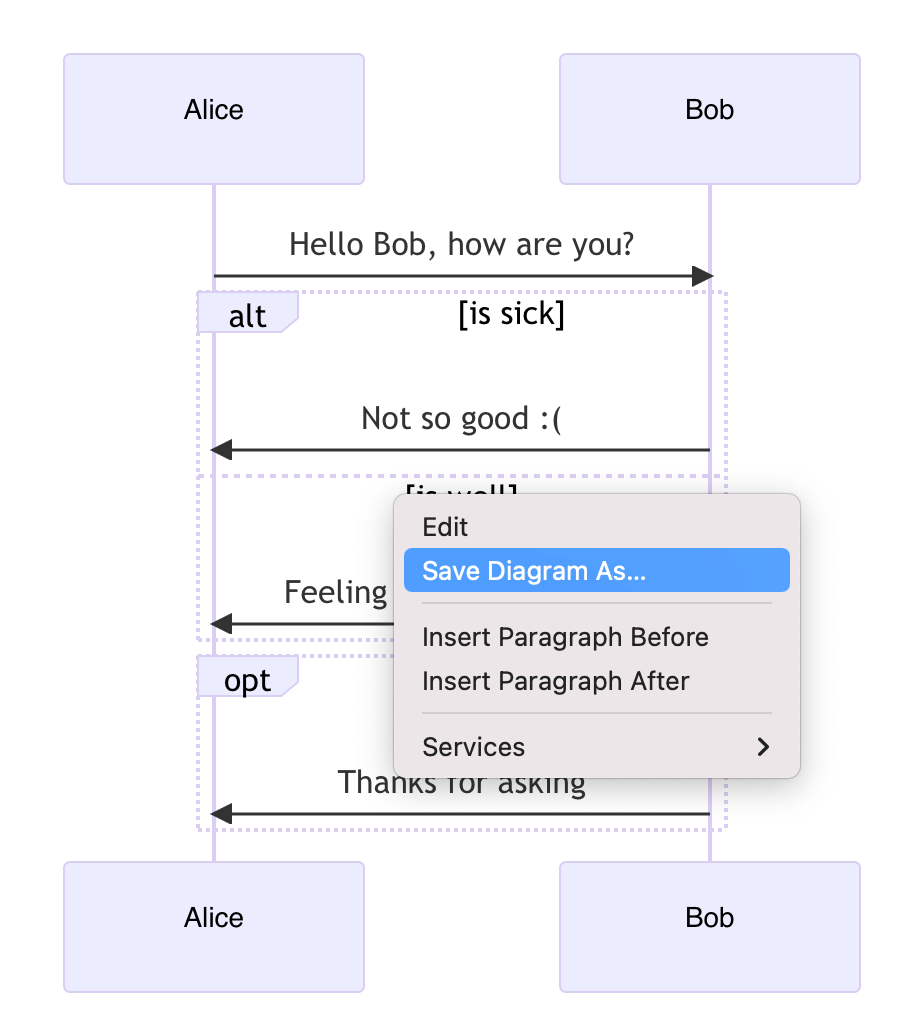 Alice
Bob
Hello Bob, how are you?
alt
[is sick]
Not so good :(
[is well]
Edit
Save Diagram As...
Feeling
Insert Paragraph Before
Insert Paragraph After
opt
Services
Thanks for asking
Alice
Bob